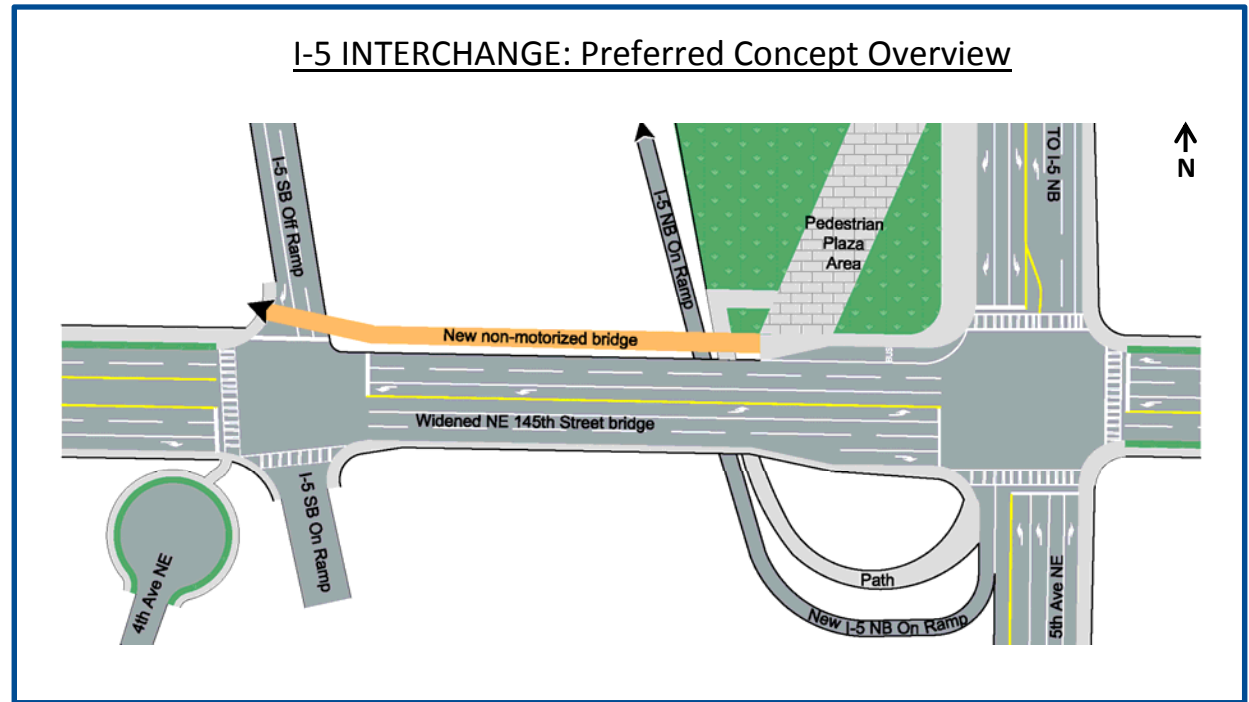 I-5 INTERCHANGE: Preferred Concept Overview
N
I-5 SB Off Ramp
I-5 NB On Ramp
Pedestrian
Plaza
Area
TO I-5 NB
New non-motorized bridge
Widened NE 145th Street bridge
I-5 SB On Ramp
4th Ave NE
Path
New I-5 NB On Ramp
5th Ave NE